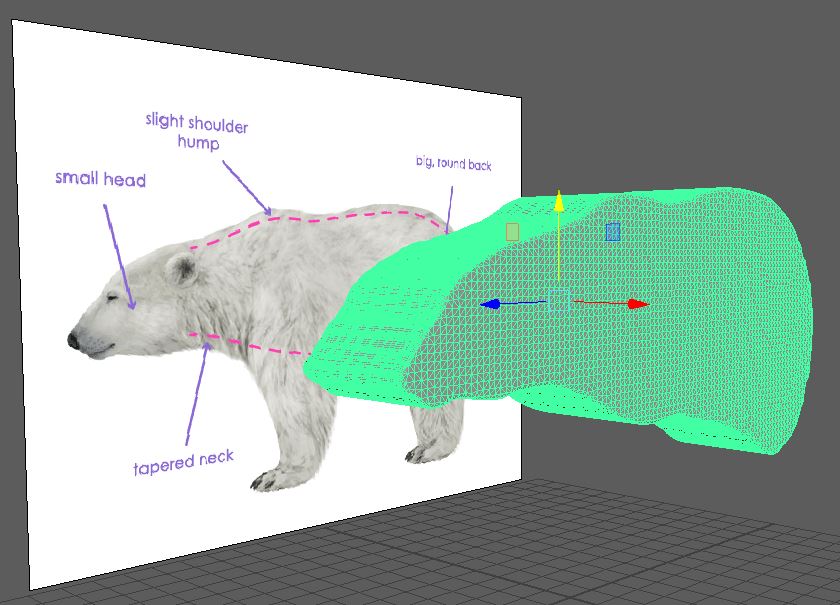 slight shoulder
hump
big, round back
small head
tapered neck